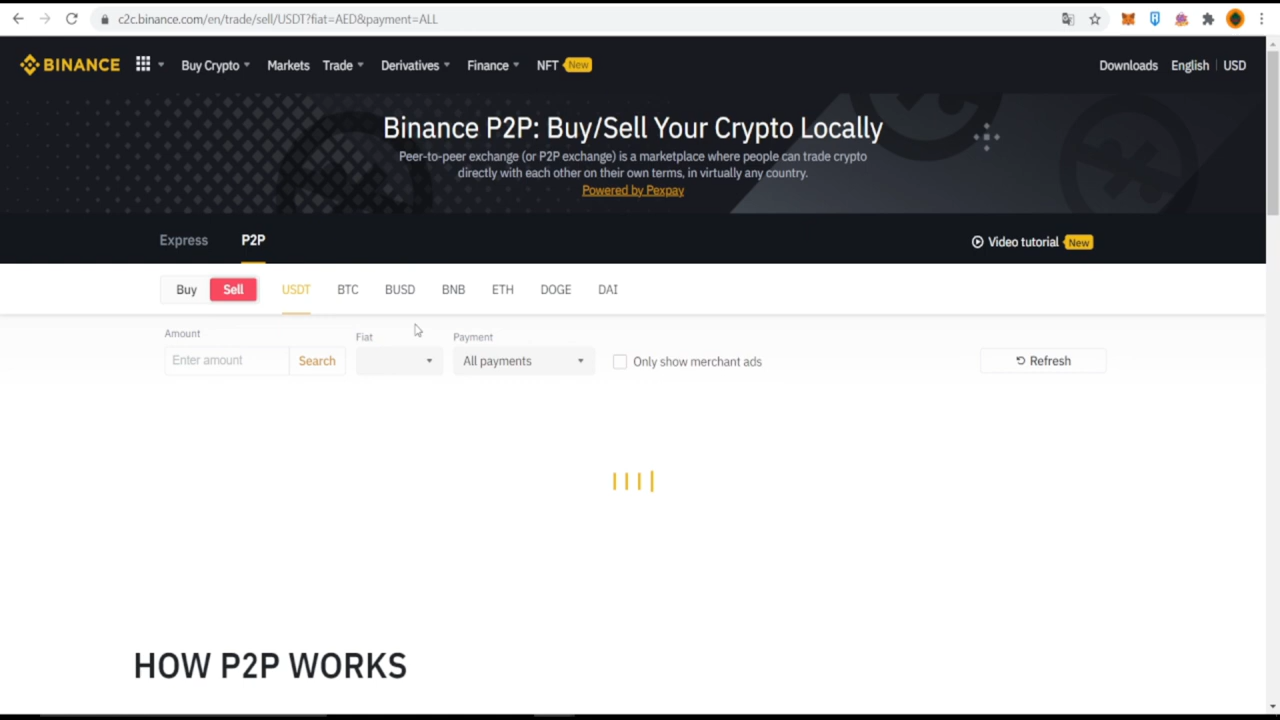 c2c.binance.com/en/trade/sell/USDT?fiat=AED&payment=ALL
BINANCE Buy Crypto Markets Trade Derivatives Finance NFT New Downloads English USD
Binance P2P: Buy/Sell Your Crypto Locally
Peer-to-peer exchange (or P2P exchange) is a marketplace where people can trade crypto
directly with each other on their own terms, in virtually any country.
Powered by Pexpay
Express P2P Video tutorial New
Buy Sell USDT BTC BUSD BNB ETH DOGE DAI
Amount Fiat Payment
Enter amount Search All payments Only show merchant ads Refresh
HOW P2P WORKS